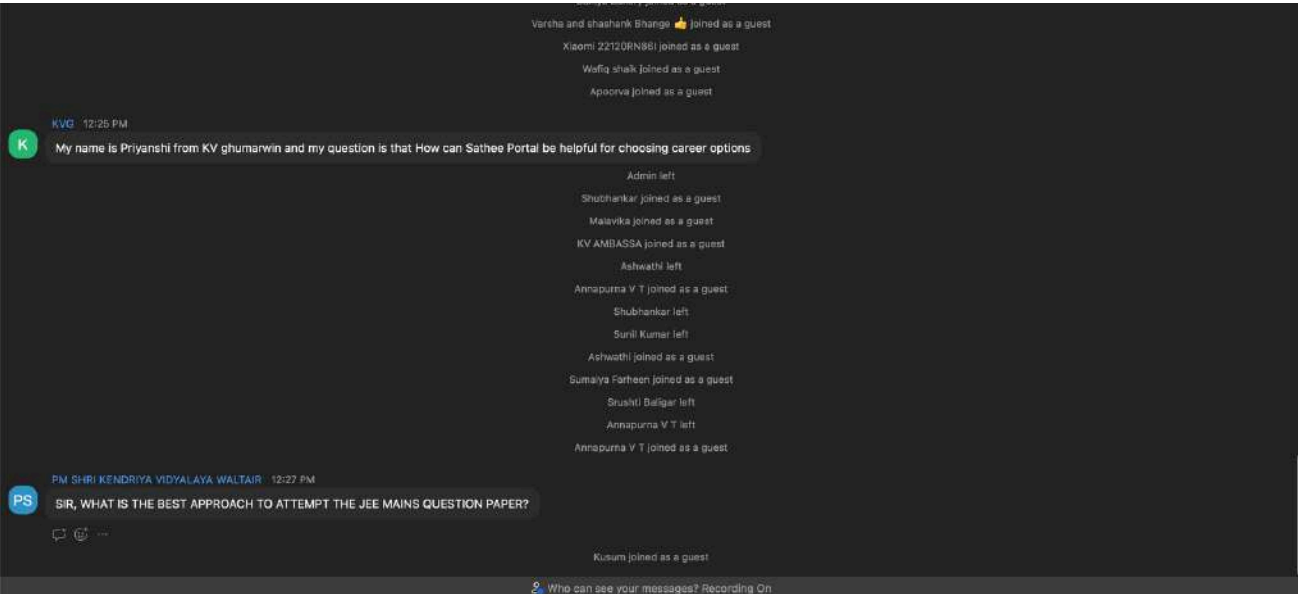 Varsha and shashank Bhange 👍 joined as a guest
Xiaomi 22120RN86I joined as a guest
Wafiq shaik joined as a guest
Apoorva joined as a guest
KVG 12:25 PM
K
My name is Priyanshi from KV ghumarwin and my question is that How can Sathee Portal be helpful for choosing career options
Admin left
Shubhankar joined as a guest
Malavika joined as a guest
KV AMBASSA joined as a guest
Ashwathi left
Annapurna V T joined as a guest
Shubhankar left
Sunil Kumar left
Ashwathi joined as a guest
Sumaiya Farheen joined as a guest
Srushti Baligar left
Annapurna V T left
Annapurna V T joined as a guest
PM SHRI KENDRIYA VIDYALAYA WALTAIR 12:27 PM
PS
SIR, WHAT IS THE BEST APPROACH TO ATTEMPT THE JEE MAINS QUESTION PAPER?
Kusum joined as a guest
Who can see your messages? Recording On